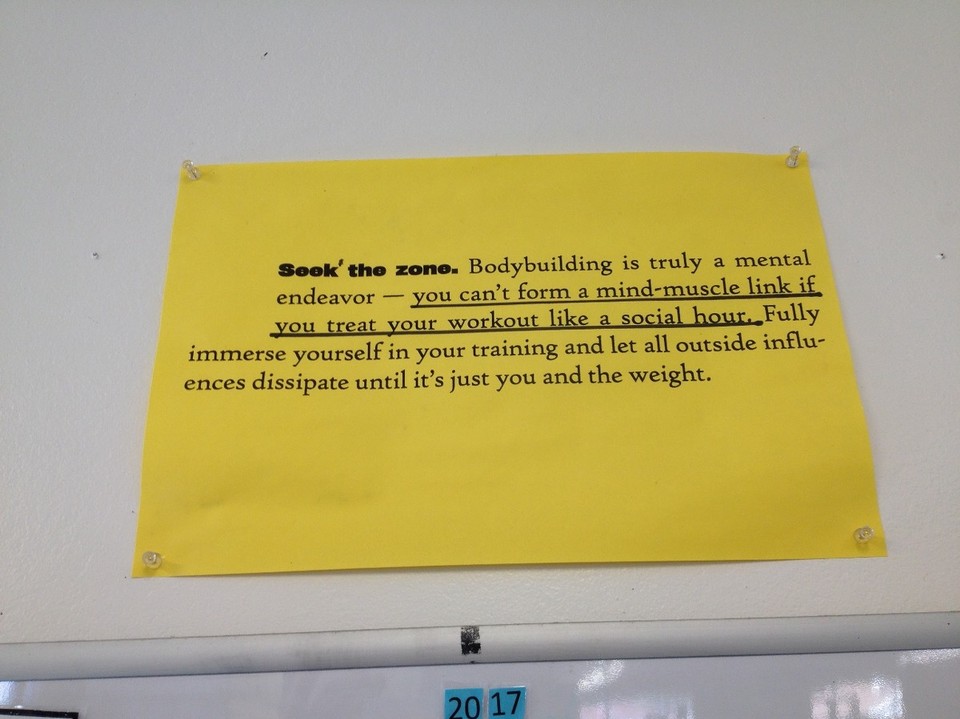 Seek the zone. Bodybuilding is truly a mental
endeavor — you can't form a mind-muscle link if
you treat your workout like a social hour. Fully
immerse yourself in your training and let all outside influ-
ences dissipate until it's just you and the weight.
20 17